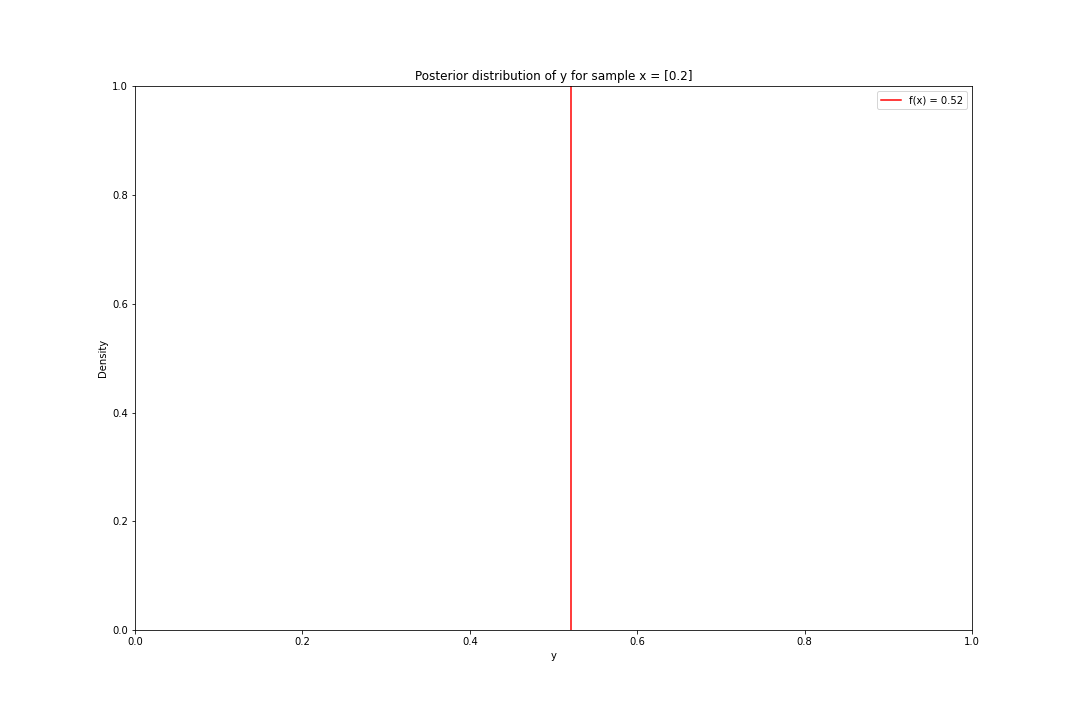 Posterior distribution of y for sample x = [0.2]
f(x) = 0.52
1.0
0.8
0.6
0.4
0.2
0.0
Density
0.0 0.2 0.4 0.6 0.8 1.0
y